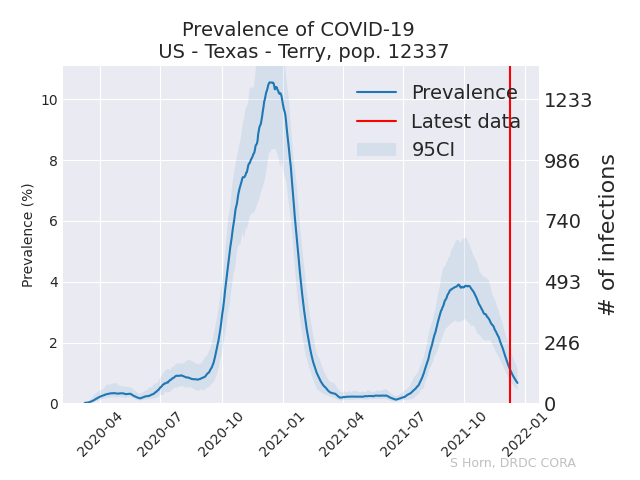 Prevalence of COVID-19
US - Texas - Terry, pop. 12337
Prevalence
Latest data
95CI
Prevalence (%)
10
8
6
4
2
0
1233
986
740
493
246
0
# of infections
2020-04
2020-07
2020-10
2021-01
2021-04
2021-07
2021-10
2022-01
S Horn, DRDC CORA